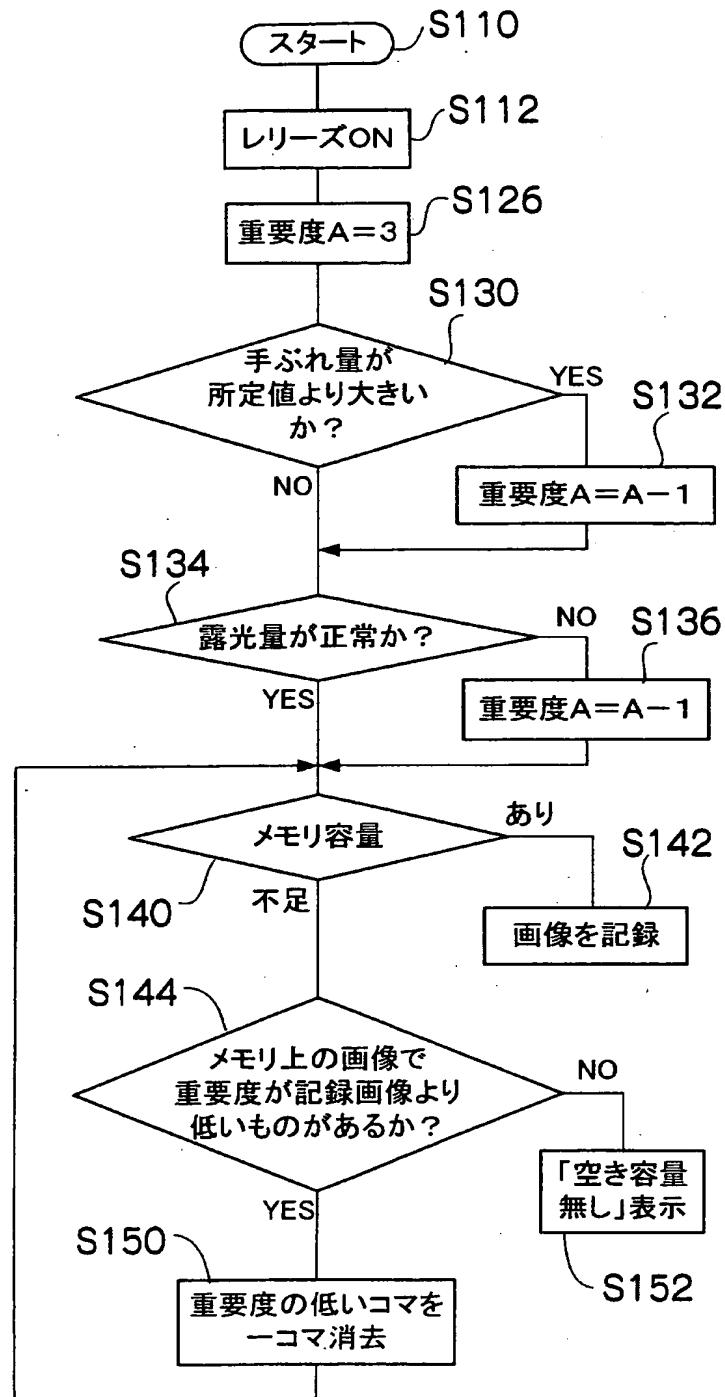 スタート
S110
レリーズON
S112
重要度A=3
S126
S130
手ぶれ量が
所定値より大きい
か？
YES
NO
S132
重要度A=A-1
S134
露光量が正常か？
NO
YES
S136
重要度A=A-1
メモリ容量
あり
不足
S140
S142
画像を記録
S144
メモリ上の画像で
重要度が記録画像より
低いものがあるか？
NO
YES
「空き容量
無し」表示
S152
S150
重要度の低いコマを
一コマ消去